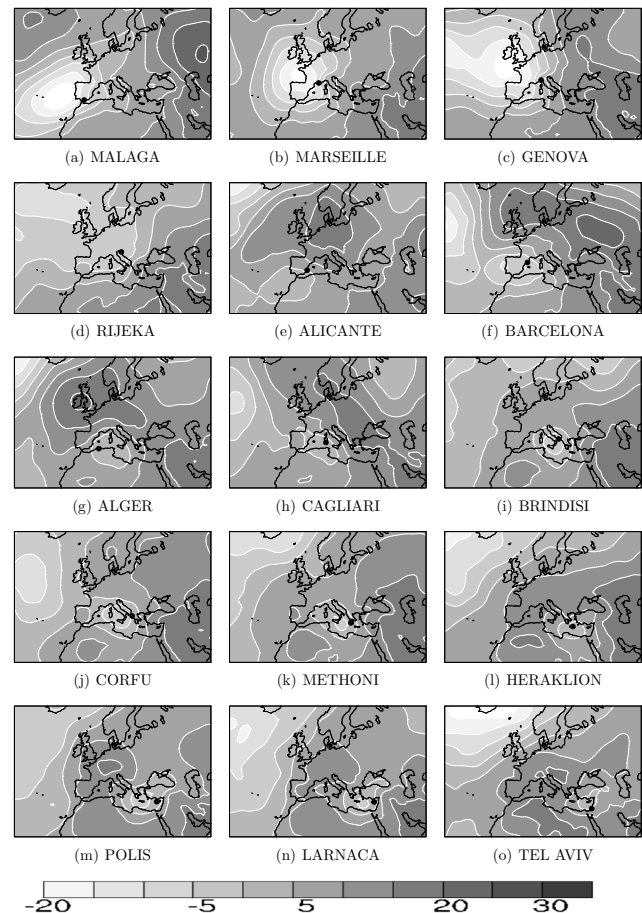 (a) MALAGA (b) MARSEILLE (c) GENOVA
(d) RIJEKA (e) ALICANTE (f) BARCELONA
(g) ALGER (h) CAGLIARI (i) BRINDISI
(j) CORFU (k) METHONI (l) HERAKLION
(m) POLIS (n) LARNACA (o) TEL AVIV
-20 -5 5 20 30